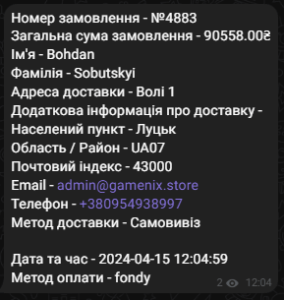 Номер замовлення - №4883
Загальна сума замовлення - 90558.00₴
Ім'я - Bohdan
Фамілія - Sobutskyi
Адреса доставки - Волі 1
Додаткова інформація про доставку -
Населений пункт - Луцьк
Область / Район - UA07
Почтовий індекс - 43000
Email - admin@gamenix.store
Телефон - +380954938997
Метод доставки - Самовивіз
Дата та час - 2024-04-15 12:04:59
Метод оплати - fondy
2 12:04